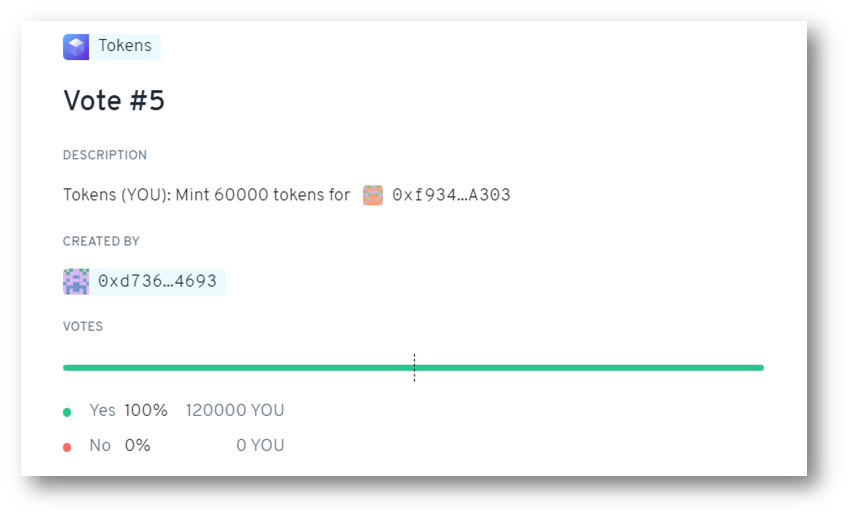 Tokens
Vote #5
DESCRIPTION
Tokens (YOU): Mint 60000 tokens for 0xf934…A303
CREATED BY
0xd736…4693
VOTES
Yes 100% 120000 YOU
No 0% 0 YOU